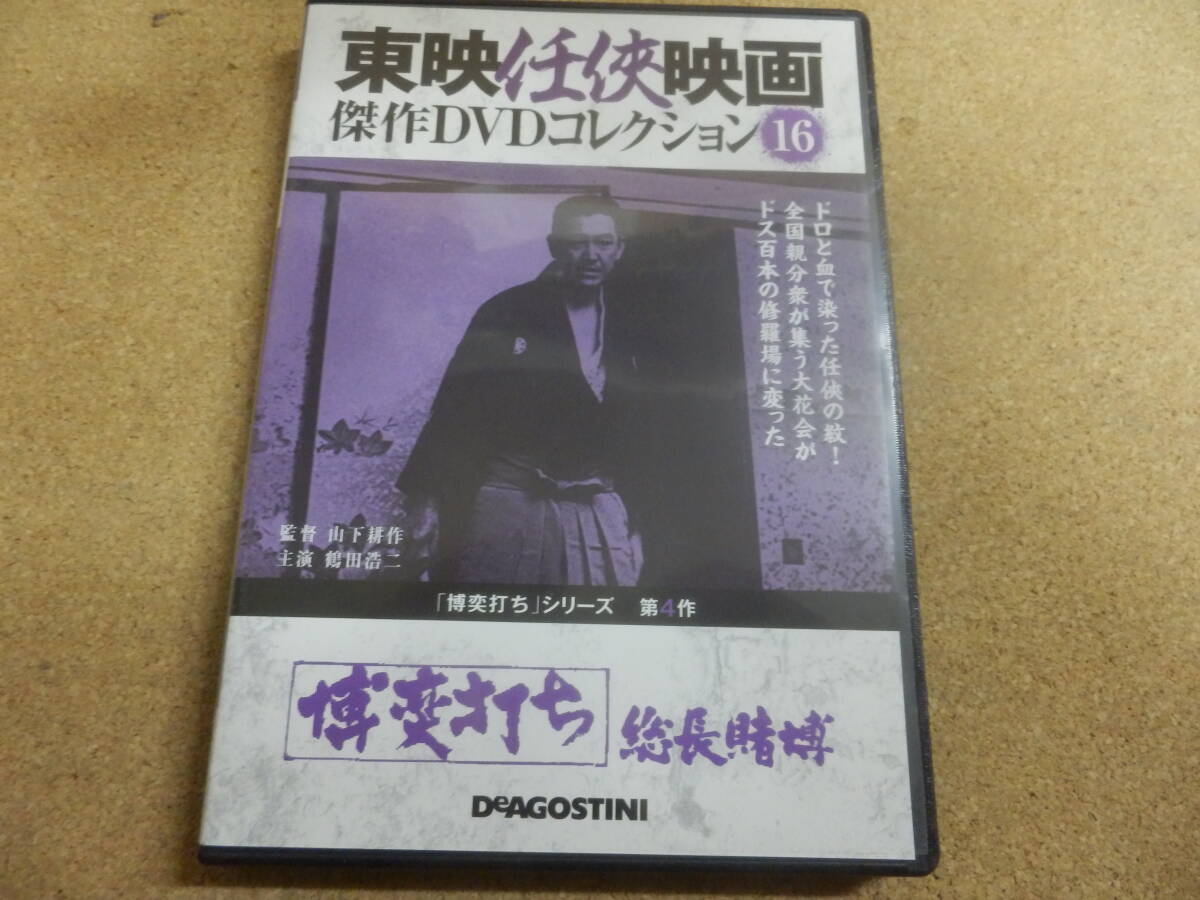 東映任俠映画
傑作DVDコレクション16
ドロと血で染った任侠の紋！
全国親分衆が集う大花会が
ドス百本の修羅場に変った
監督 山下耕作
主演 鶴田浩二
「博奕打ち」シリーズ 第4作
博奕打ち 総長賭博
DeAGOSTINI